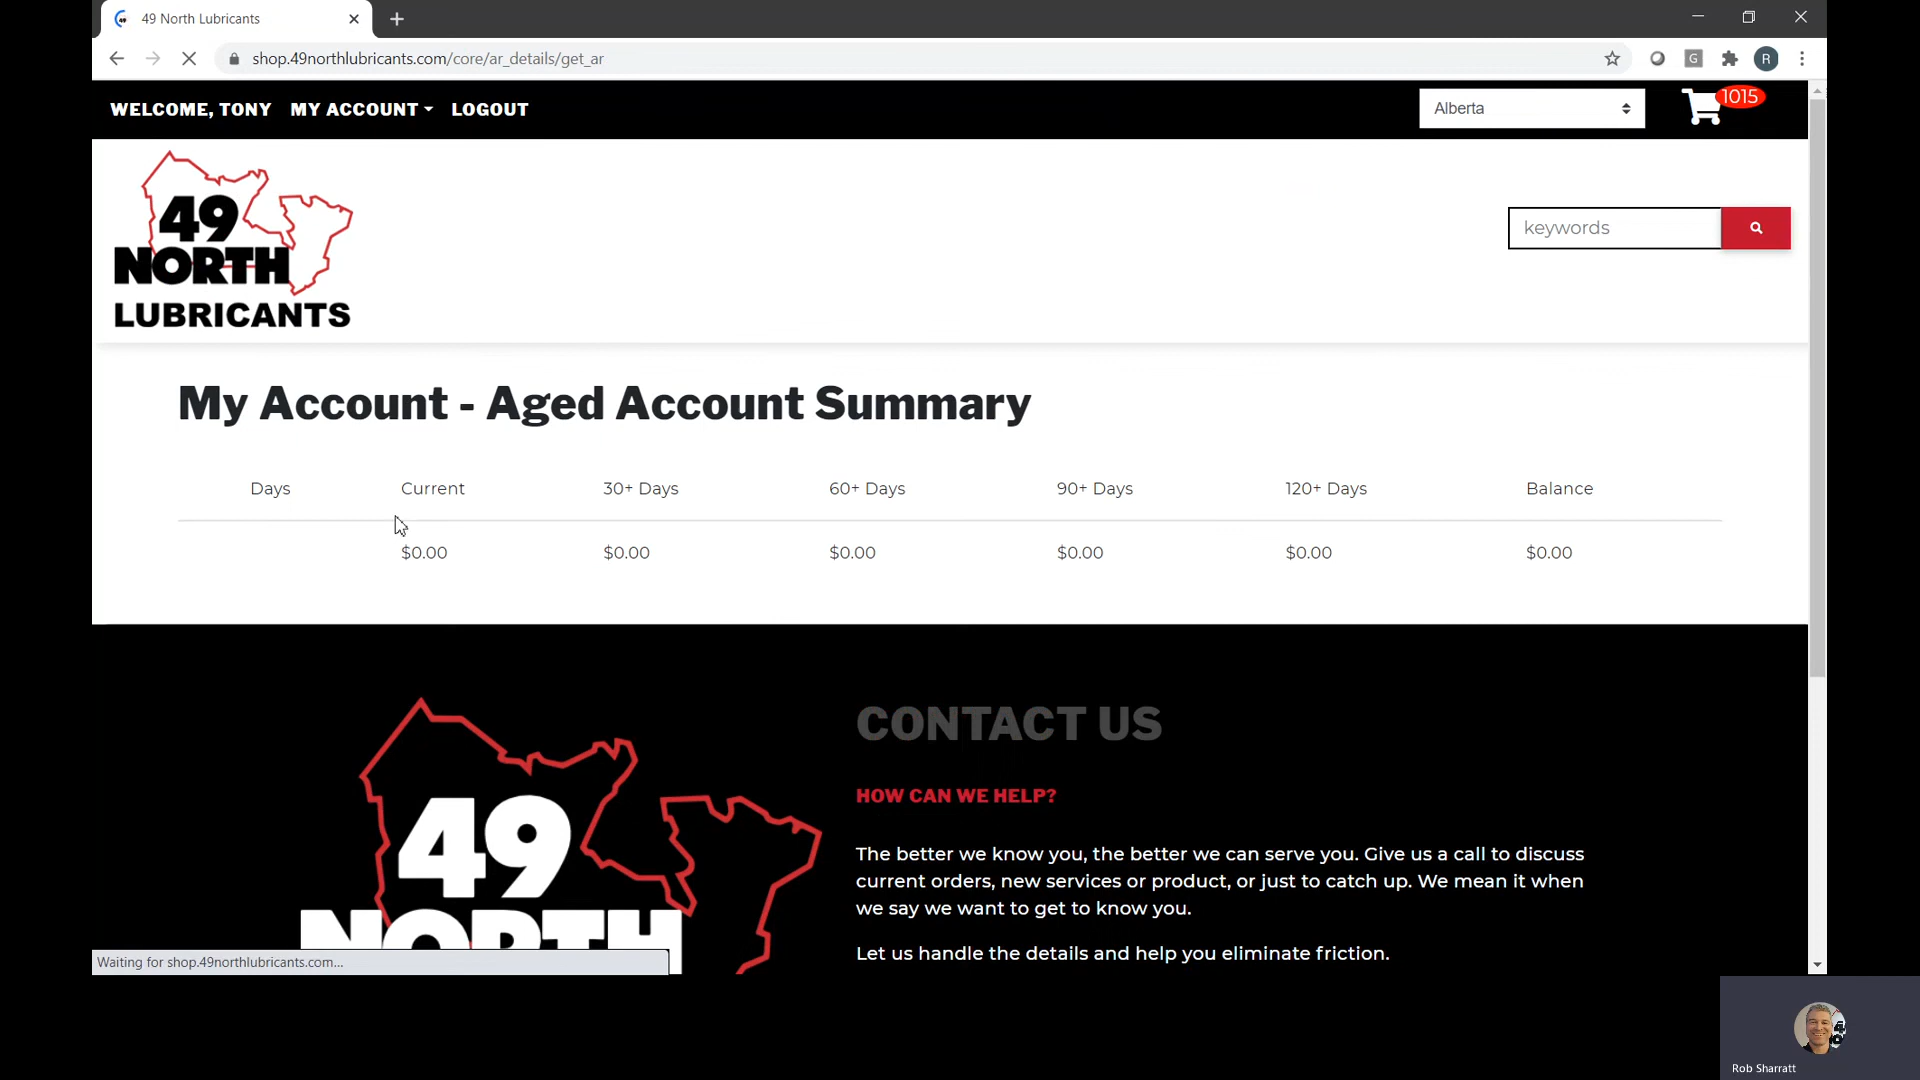 49 North Lubricants
shop.49northlubricants.com/core/ar_details/get_ar
G
R
WELCOME, TONY MY ACCOUNT LOGOUT
Alberta
1015
49
NORTH
LUBRICANTS
keywords
My Account - Aged Account Summary
Days Current 30+ Days 60+ Days 90+ Days 120+ Days Balance
$0.00 $0.00 $0.00 $0.00 $0.00 $0.00
49
NORTH
CONTACT US
HOW CAN WE HELP?
The better we know you, the better we can serve you. Give us a call to discuss
current orders, new services or product, or just to catch up. We mean it when
we say we want to get to know you.
Let us handle the details and help you eliminate friction.
Waiting for shop.49northlubricants.com...
Rob Sharratt